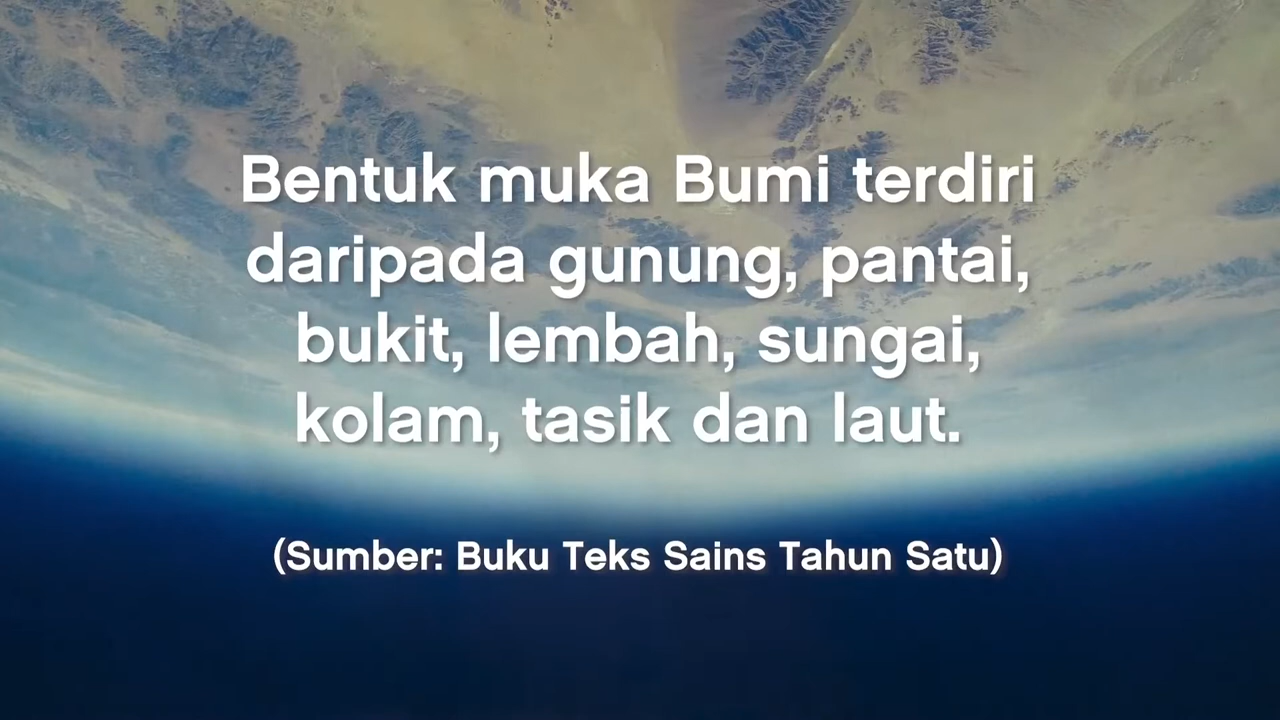 Bentuk muka Bumi terdiri
daripada gunung, pantai,
bukit, lembah, sungai,
kolam, tasik dan laut.
(Sumber: Buku Teks Sains Tahun Satu)